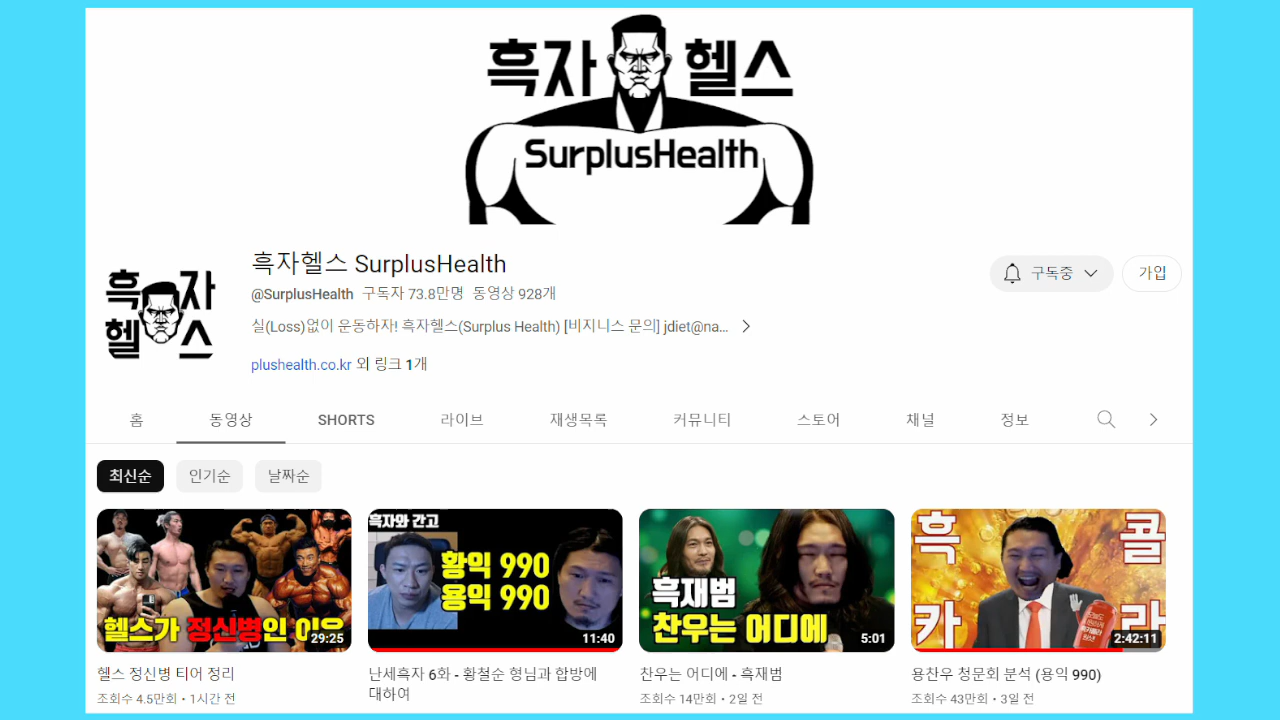 흑자 헬스
SurplusHealth
흑자
헬스
흑자헬스 SurplusHealth
@SurplusHealth 구독자 73.8만명 동영상 928개
실(Loss)없이 운동하자! 흑자헬스(Surplus Health) [비지니스 문의] jdiet@na...
plushealth.co.kr 외 링크 1개
구독중
가입
홈 동영상 SHORTS 라이브 재생목록 커뮤니티 스토어 채널 정보
최신순 인기순 날짜순
헬스가 정신병인 이유
29:25
헬스 정신병 티어 정리
조회수 4.5만회 • 1시간 전
흑자와 간고
황익 990
용익 990
11:40
난세흑자 6화 - 황철순 형님과 합방에
대하여
흑재범
찬우는 어디에
5:01
찬우는 어디에 - 흑재범
조회수 14만회 • 2일 전
흑 콜
카 라
2:42:11
용찬우 청문회 분석 (용익 990)
조회수 43만회 • 3일 전